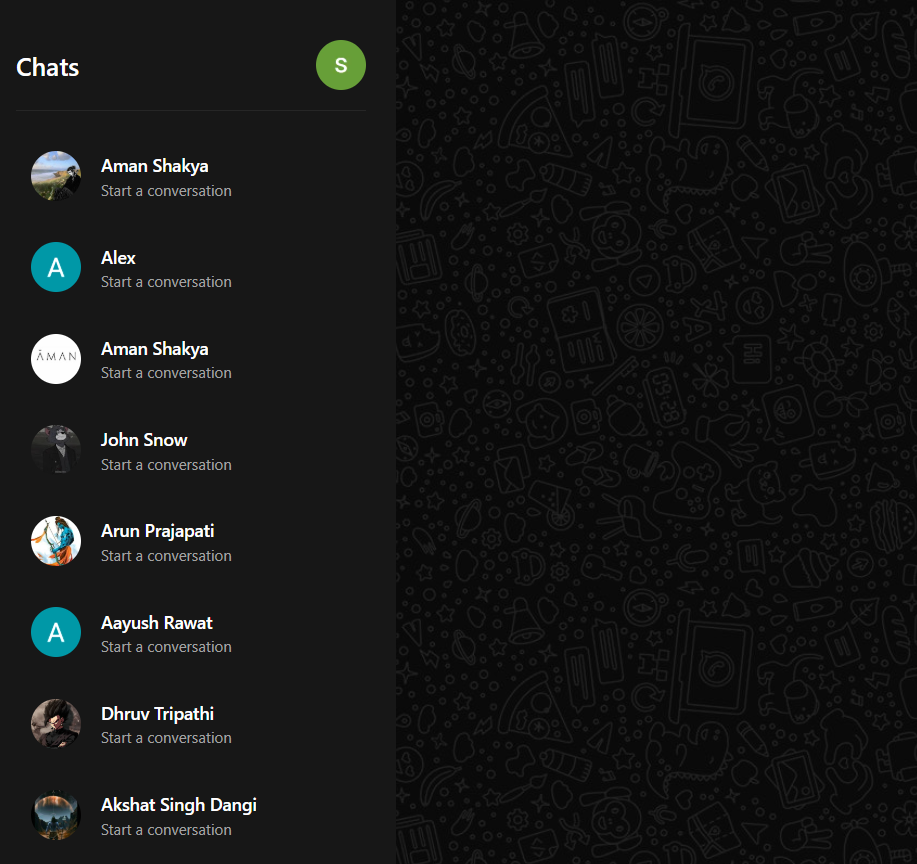 Chats
S
Aman Shakya
Start a conversation
A
Alex
Start a conversation
ĀMAN
Aman Shakya
Start a conversation
John Snow
Start a conversation
Arun Prajapati
Start a conversation
A
Aayush Rawat
Start a conversation
Dhruv Tripathi
Start a conversation
Akshat Singh Dangi
Start a conversation